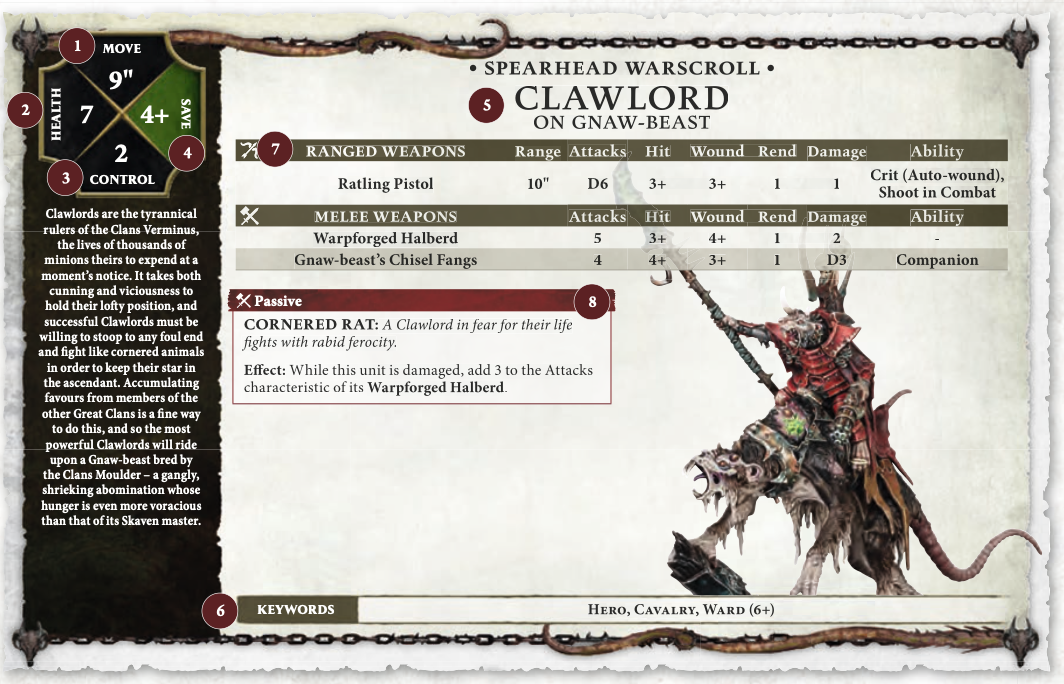 1
MOVE
9"
2
HEALTH
7
4+
SAVE
4
2
3
CONTROL
Clawlords are the tyrannical
rulers of the Clans Verminus,
the lives of thousands of
minions theirs to expend at a
moment's notice. It takes both
cunning and viciousness to
hold their lofty position, and
successful Clawlords must be
willing to stoop to any foul end
and fight like cornered animals
in order to keep their star in
the ascendant. Accumulating
favours from members of the
other Great Clans is a fine way
to do this, and so the most
powerful Clawlords will ride
upon a Gnaw-beast bred by
the Clans Moulder – a gangly,
shrieking abomination whose
hunger is even more voracious
than that of its Skaven master.
• SPEARHEAD WARSCROLL •
5 CLAWLORD
ON GNAW-BEAST
7 RANGED WEAPONS Range Attacks Hit Wound Rend Damage Ability
Ratling Pistol 10" D6 3+ 3+ 1 1 Crit (Auto-wound),
Shoot in Combat
MELEE WEAPONS Attacks Hit Wound Rend Damage Ability
Warpforged Halberd 5 3+ 4+ 1 2 -
Gnaw-beast's Chisel Fangs 4 4+ 3+ 1 D3 Companion
Passive 8
CORNERED RAT: A Clawlord in fear for their life
fights with rabid ferocity.
Effect: While this unit is damaged, add 3 to the Attacks
characteristic of its Warpforged Halberd.
6 KEYWORDS HERO, CAVALRY, WARD (6+)